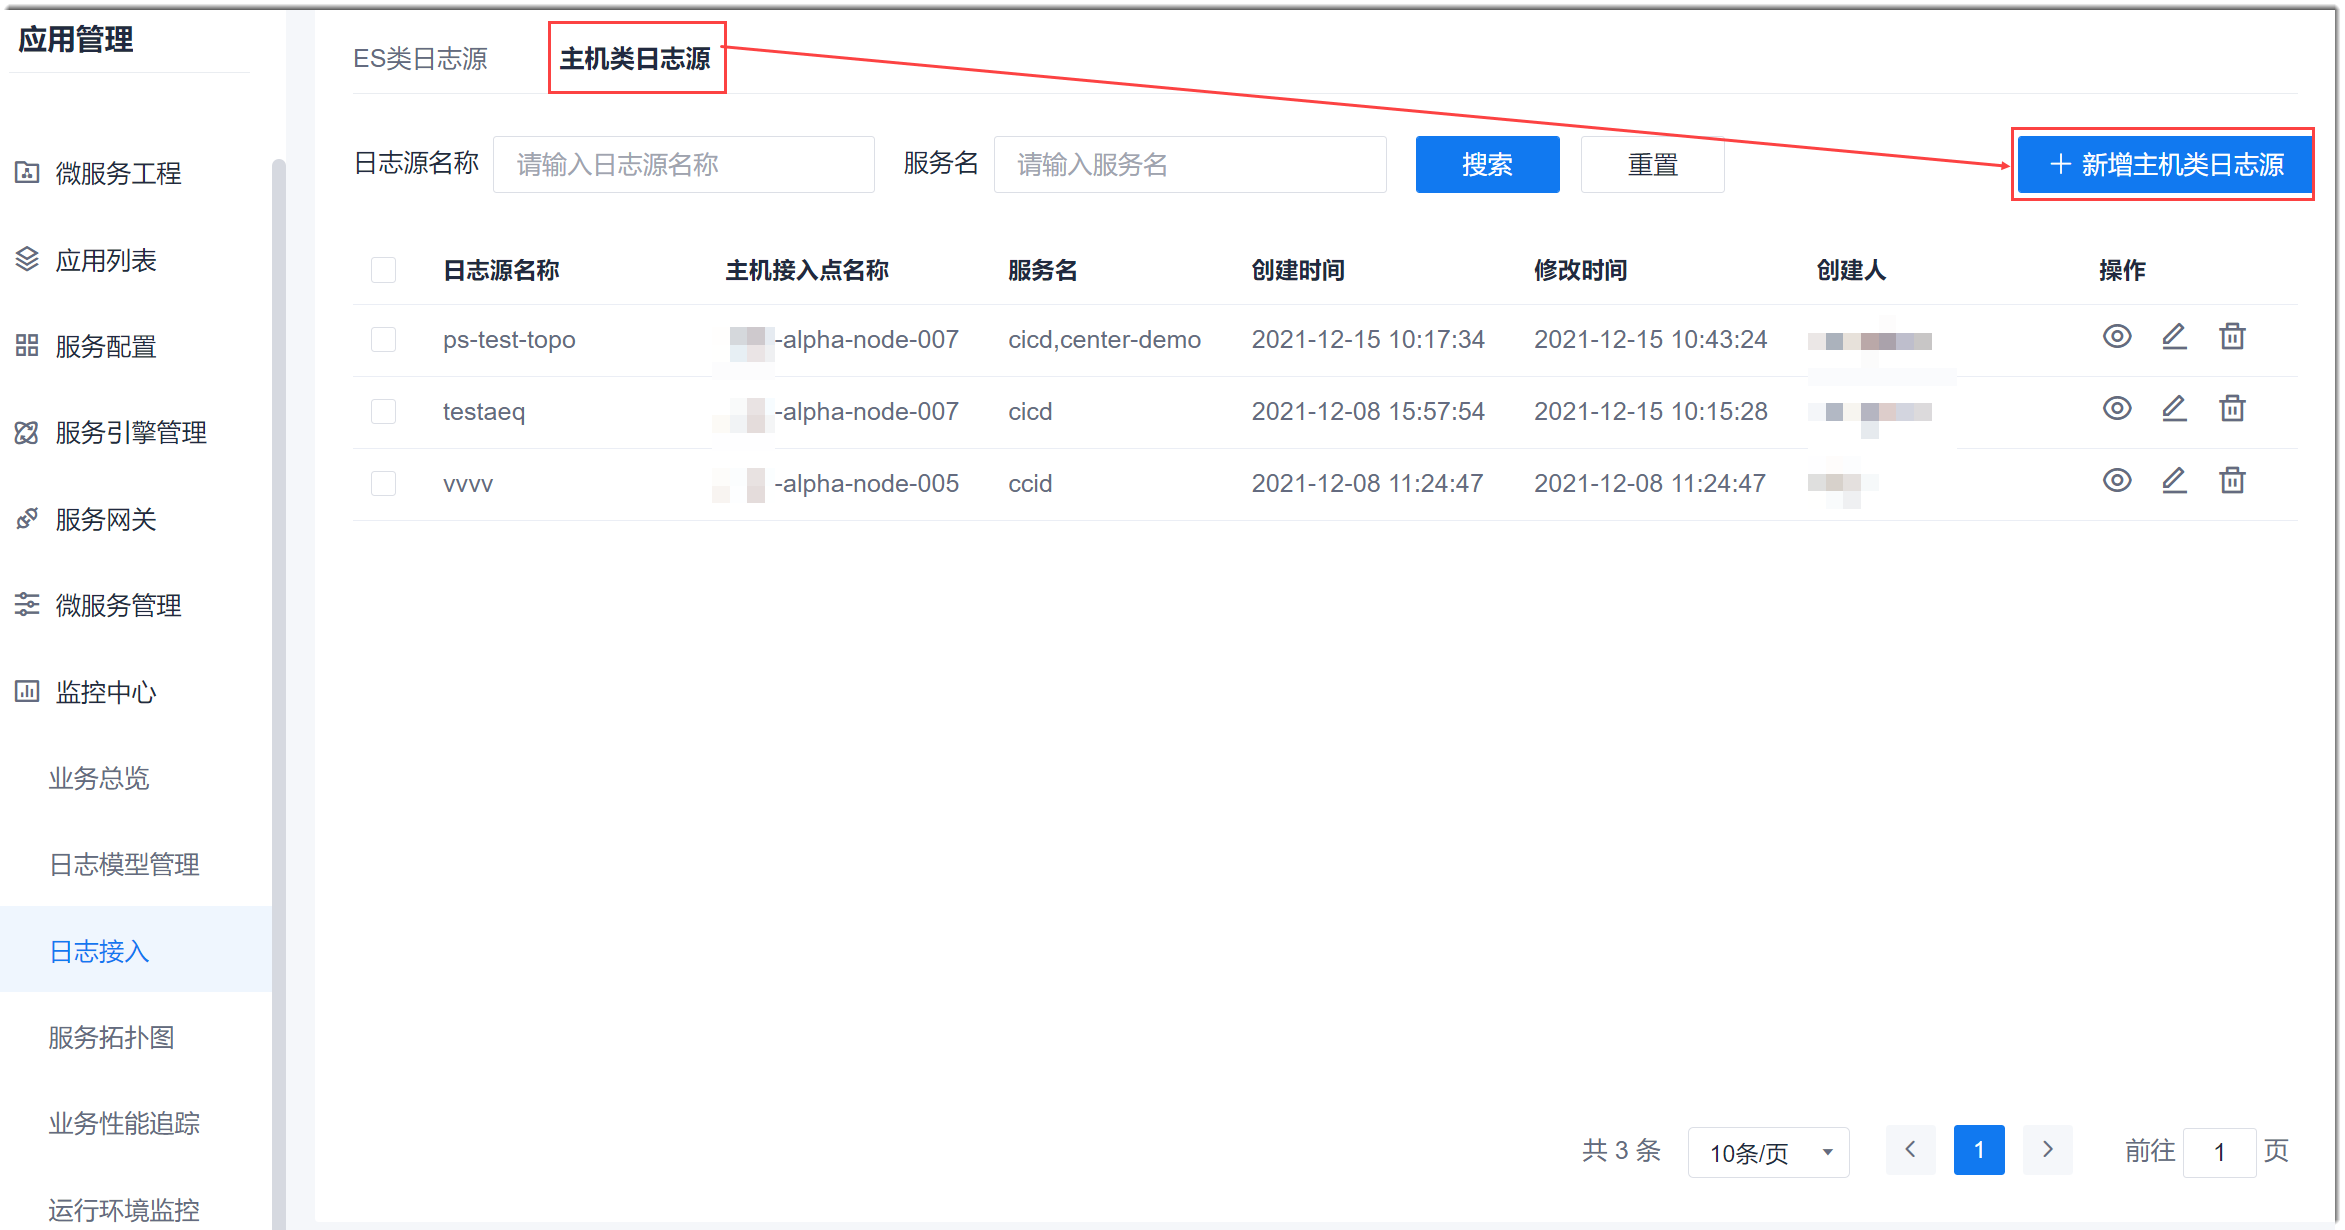 应用管理
微服务工程
应用列表
服务配置
服务引擎管理
服务网关
微服务管理
监控中心
业务总览
日志模型管理
日志接入
服务拓扑图
业务性能追踪
运行环境监控
ES类日志源 主机类日志源
日志源名称 请输入日志源名称 服务名 请输入服务名 搜索 重置 新增主机类日志源
日志源名称 主机接入点名称 服务名 创建时间 修改时间 创建人 操作
ps-test-topo -alpha-node-007 cicd,center-demo 2021-12-15 10:17:34 2021-12-15 10:43:24
testaeq -alpha-node-007 cicd 2021-12-08 15:57:54 2021-12-15 10:15:28
vvvv -alpha-node-005 ccid 2021-12-08 11:24:47 2021-12-08 11:24:47
共 3 条 10条/页 1 前往 1 页